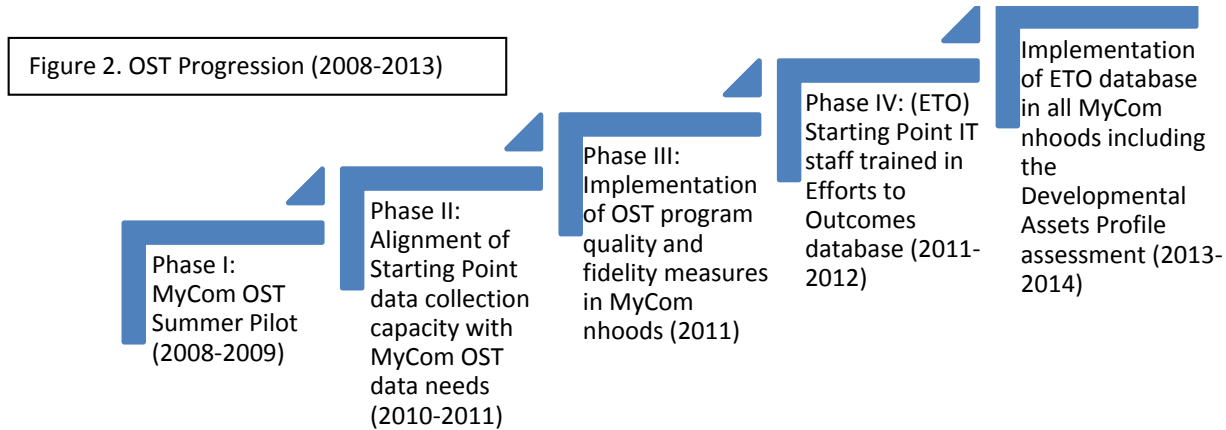 Figure 2. OST Progression (2008-2013)
Phase I:
MyCom OST
Summer Pilot
(2008-2009)
Phase II:
Alignment of
Starting Point
data collection
capacity with
MyCom OST
data needs
(2010-2011)
Phase III:
Implementation
of OST program
quality and
fidelity measures
in MyCom
nhoods (2011)
Phase IV: (ETO)
Starting Point IT
staff trained in
Efforts to
Outcomes
database (2011-
2012)
Implementation
of ETO database
in all MyCom
nhoods including
the
Developmental
Assets Profile
assessment (2013-
2014)